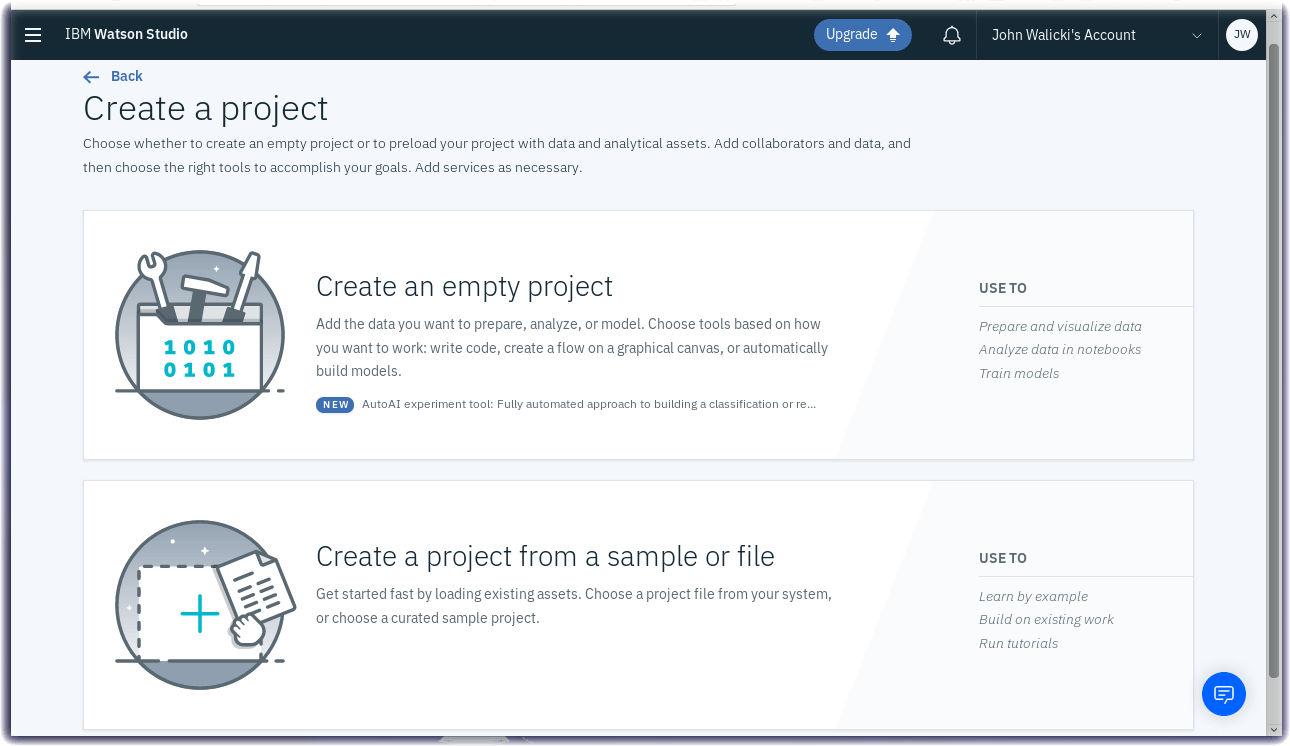 IBM Watson Studio
Upgrade
John Walicki's Account
JW
Back
Create a project
Choose whether to create an empty project or to preload your project with data and analytical assets. Add collaborators and data, and
then choose the right tools to accomplish your goals. Add services as necessary.
1010
0101
Create an empty project
Add the data you want to prepare, analyze, or model. Choose tools based on how
you want to work: write code, create a flow on a graphical canvas, or automatically
build models.
NEW AutoAI experiment tool: Fully automated approach to building a classification or re...
USE TO
Prepare and visualize data
Analyze data in notebooks
Train models
Create a project from a sample or file
Get started fast by loading existing assets. Choose a project file from your system,
or choose a curated sample project.
USE TO
Learn by example
Build on existing work
Run tutorials